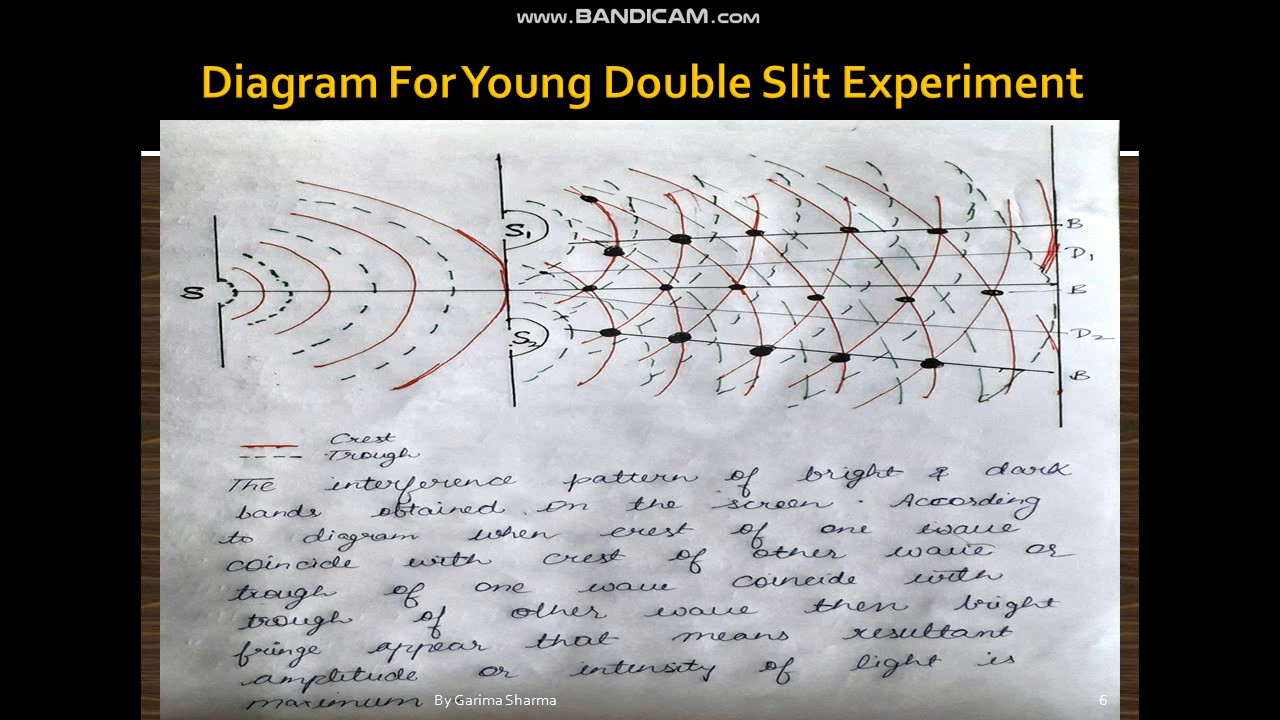 www.BANDICAM.com
Diagram For Young Double Slit Experiment
S
S1
S2
B
D1
B
D2
B
Crest
Trough
The interference pattern of bright & dark
bands obtained on the screen. According
to diagram when crest of one wave
coincide with crest of other wave or
trough of one wave coincide with
trough of other wave then bright
fringe appear that means resultant
amplitude or intensity of light is
maximum
By Garima Sharma
6